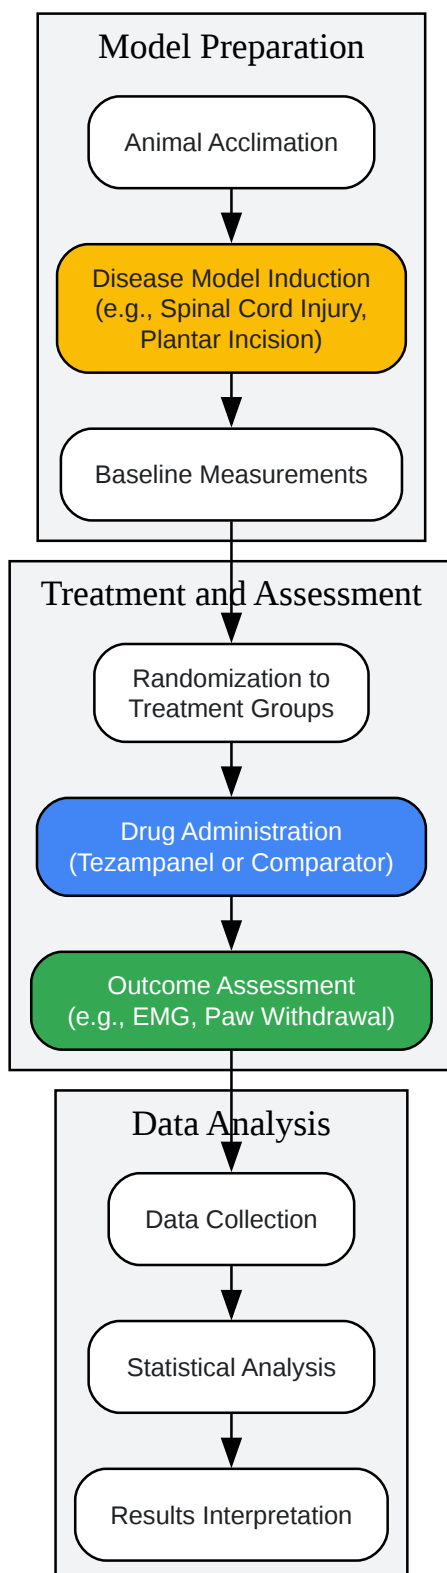 Model Preparation
Animal Acclimation
Disease Model Induction
(e.g., Spinal Cord Injury,
Plantar Incision)
Baseline Measurements
Treatment and Assessment
Randomization to
Treatment Groups
Drug Administration
(Tezampanel or Comparator)
Outcome Assessment
(e.g., EMG, Paw Withdrawal)
Data Analysis
Data Collection
Statistical Analysis
Results Interpretation